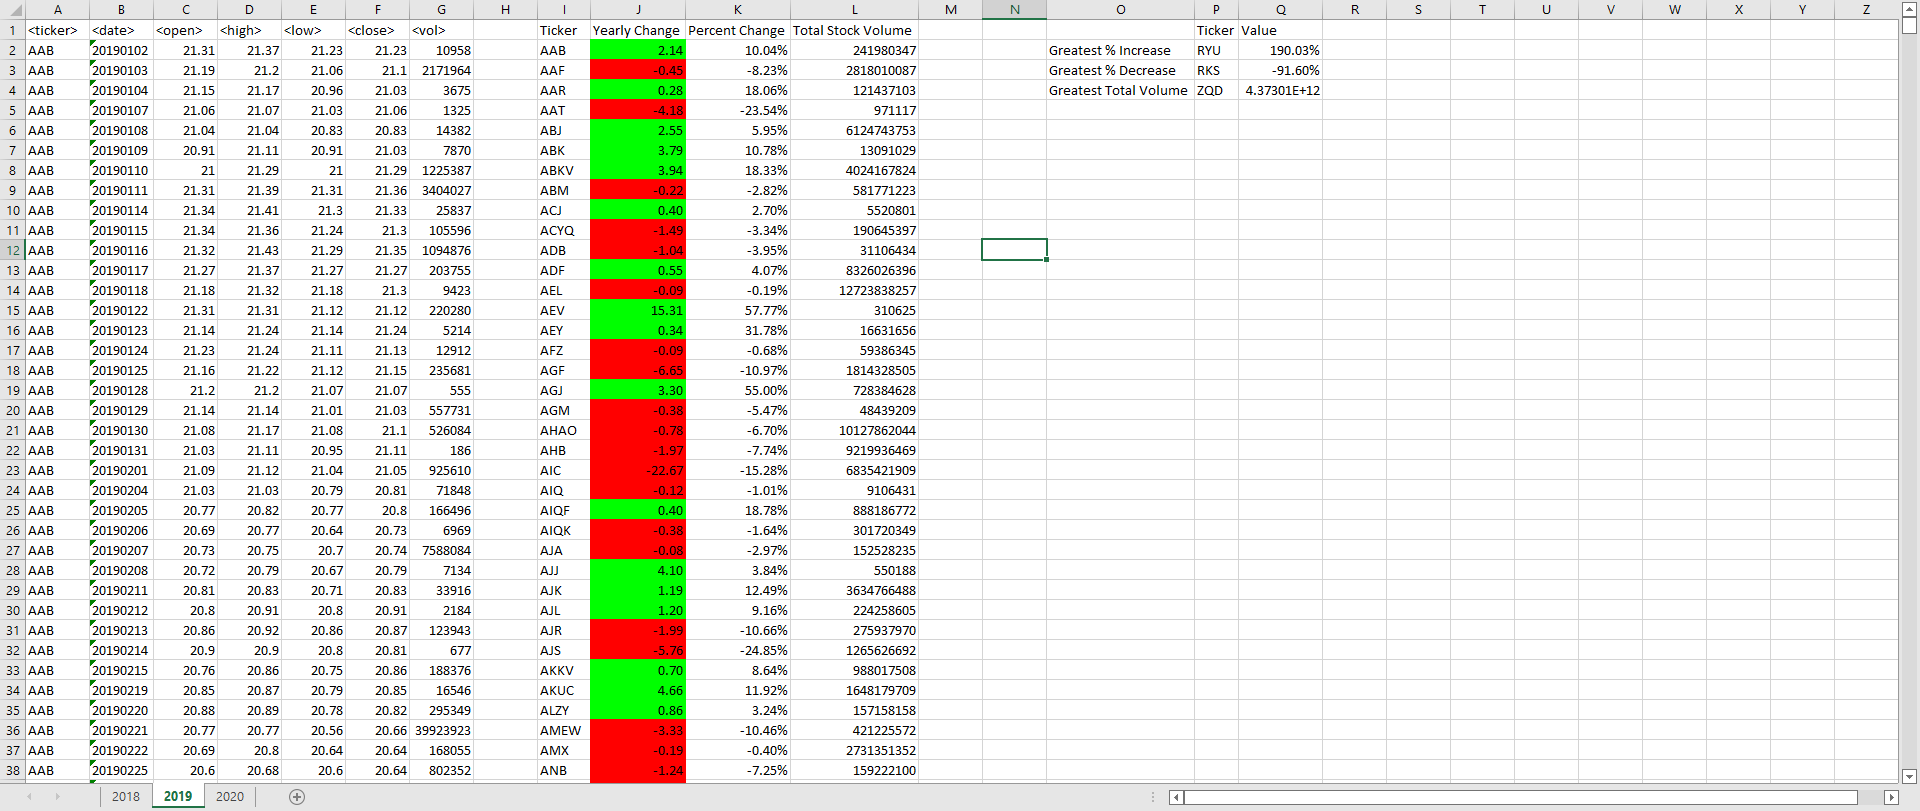 A B C D E F G H I J K L M N O P Q R S T U V W X Y Z
1 <ticker> <date> <open> <high> <low> <close> <vol> Ticker Yearly Change Percent Change Total Stock Volume Ticker Value
2 AAB 20190102 21.31 21.37 21.23 21.23 10958 AAB 2.14 10.04% 241980347 Greatest % Increase RYU 190.03%
3 AAB 20190103 21.19 21.2 21.06 21.1 2171964 AAF -0.45 -8.23% 2818010087 Greatest % Decrease RKS -91.60%
4 AAB 20190104 21.15 21.17 20.96 21.03 3675 AAR 0.28 18.06% 121437103 Greatest Total Volume ZQD 4.37301E+12
5 AAB 20190107 21.06 21.07 21.03 21.06 1325 AAT -4.18 -23.54% 971117
6 AAB 20190108 21.04 21.04 20.83 20.83 14382 ABJ 2.55 5.95% 6124743753
7 AAB 20190109 20.91 21.11 20.91 21.03 7870 ABK 3.79 10.78% 13091029
8 AAB 20190110 21 21.29 21 21.29 1225387 ABKV 3.94 18.33% 4024167824
9 AAB 20190111 21.31 21.39 21.31 21.36 3404027 ABM -0.22 -2.82% 581771223
10 AAB 20190114 21.34 21.41 21.3 21.33 25837 ACJ 0.40 2.70% 5520801
11 AAB 20190115 21.34 21.36 21.24 21.3 105596 ACYQ -1.49 -3.34% 190645397
12 AAB 20190116 21.32 21.43 21.29 21.35 1094876 ADB -1.04 -3.95% 31106434
13 AAB 20190117 21.27 21.37 21.27 21.27 203755 ADF 0.55 4.07% 8326026396
14 AAB 20190118 21.18 21.32 21.18 21.3 9423 AEL -0.09 -0.19% 12723838257
15 AAB 20190122 21.31 21.31 21.12 21.12 220280 AEV 15.31 57.77% 310625
16 AAB 20190123 21.14 21.24 21.14 21.24 5214 AEY 0.34 31.78% 16631656
17 AAB 20190124 21.23 21.24 21.11 21.13 12912 AFZ -0.09 -0.68% 59386345
18 AAB 20190125 21.16 21.22 21.12 21.15 235681 AGF -6.65 -10.97% 1814328505
19 AAB 20190128 21.2 21.2 21.07 21.07 555 AGJ 3.30 55.00% 728384628
20 AAB 20190129 21.14 21.14 21.01 21.03 557731 AGM -0.38 -5.47% 48439209
21 AAB 20190130 21.08 21.17 21.08 21.1 526084 AHAO -0.78 -6.70% 10127862044
22 AAB 20190131 21.03 21.11 20.95 21.11 186 AHB -1.97 -7.74% 9219936469
23 AAB 20190201 21.09 21.12 21.04 21.05 925610 AIC -22.67 -15.28% 6835421909
24 AAB 20190204 21.03 21.03 20.79 20.81 71848 AIQ -0.12 -1.01% 9106431
25 AAB 20190205 20.77 20.82 20.77 20.8 166496 AIQF 0.40 18.78% 888186772
26 AAB 20190206 20.69 20.77 20.64 20.73 6969 AIQK -0.38 -1.64% 301720349
27 AAB 20190207 20.73 20.75 20.7 20.74 7588084 AJA -0.08 -2.97% 152528235
28 AAB 20190208 20.72 20.79 20.67 20.79 7134 AJJ 4.10 3.84% 550188
29 AAB 20190211 20.81 20.83 20.71 20.83 33916 AJK 1.19 12.49% 3634766488
30 AAB 20190212 20.8 20.91 20.8 20.91 2184 AJL 1.20 9.16% 224258605
31 AAB 20190213 20.86 20.92 20.86 20.87 123943 AJR -1.99 -10.66% 275937970
32 AAB 20190214 20.9 20.9 20.8 20.81 677 AJS -5.76 -24.85% 1265626692
33 AAB 20190215 20.76 20.86 20.75 20.86 188376 AKKV 0.70 8.64% 988017508
34 AAB 20190219 20.85 20.87 20.79 20.85 16546 AKUC 4.66 11.92% 1648179709
35 AAB 20190220 20.88 20.89 20.78 20.82 295349 ALZY 0.86 3.24% 157158158
36 AAB 20190221 20.77 20.77 20.56 20.66 39923923 AMEW -3.33 -10.46% 421225572
37 AAB 20190222 20.69 20.8 20.64 20.64 168055 AMX -0.19 -0.40% 2731351352
38 AAB 20190225 20.6 20.68 20.6 20.64 802352 ANB -1.24 -7.25% 159222100
2018 2019 2020